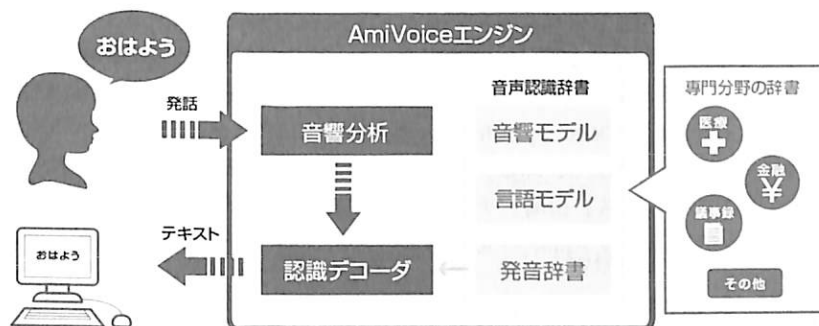 おはよう
AmiVoiceエンジン
発話
音響分析
音声認識辞書
音響モデル
言語モデル
発音辞書
専門分野の辞書
医療
金融
議事録
その他
認識デコーダ
テキスト
おはよう